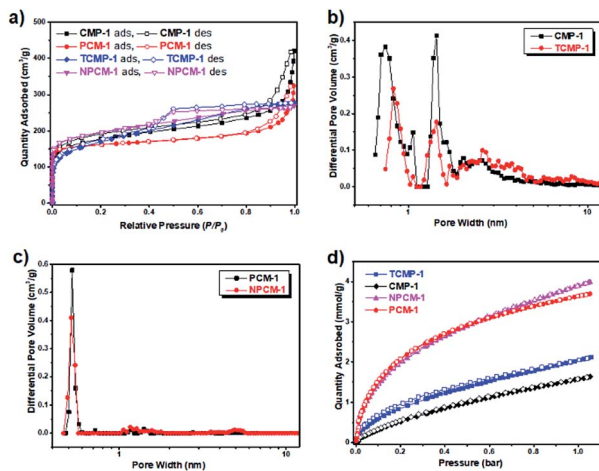 a)
CMP-1 ads, CMP-1 des
PCM-1 ads, PCM-1 des
TCMP-1 ads, TCMP-1 des
NPCM-1 ads, NPCM-1 des
Quantity Adsorbed (cm³/g)
500
400
300
200
100
0
0.0 0.2 0.4 0.6 0.8 1.0
Relative Pressure (P/P₀)
b)
CMP-1
TCMP-1
Differential Pore Volume (cm³/g)
0.4
0.3
0.2
0.1
0.0
1 10
Pore Width (nm)
c)
PCM-1
NPCM-1
Differential Pore Volume (cm³/g)
0.6
0.5
0.4
0.3
0.2
0.1
0.0
1 10
Pore Width (nm)
d)
TCMP-1
CMP-1
NPCM-1
PCM-1
Quantity Adsorbed (mmol/g)
4
3
2
1
0
0.0 0.2 0.4 0.6 0.8 1.0
Pressure (bar)